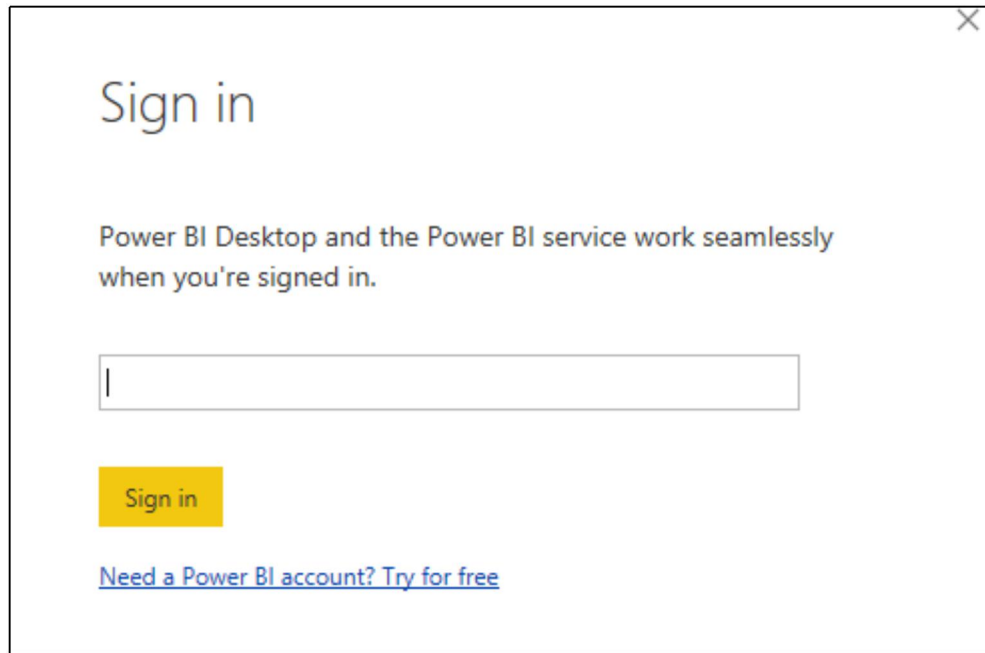 Sign in
Power BI Desktop and the Power BI service work seamlessly
when you're signed in.
Sign in
Need a Power BI account? Try for free